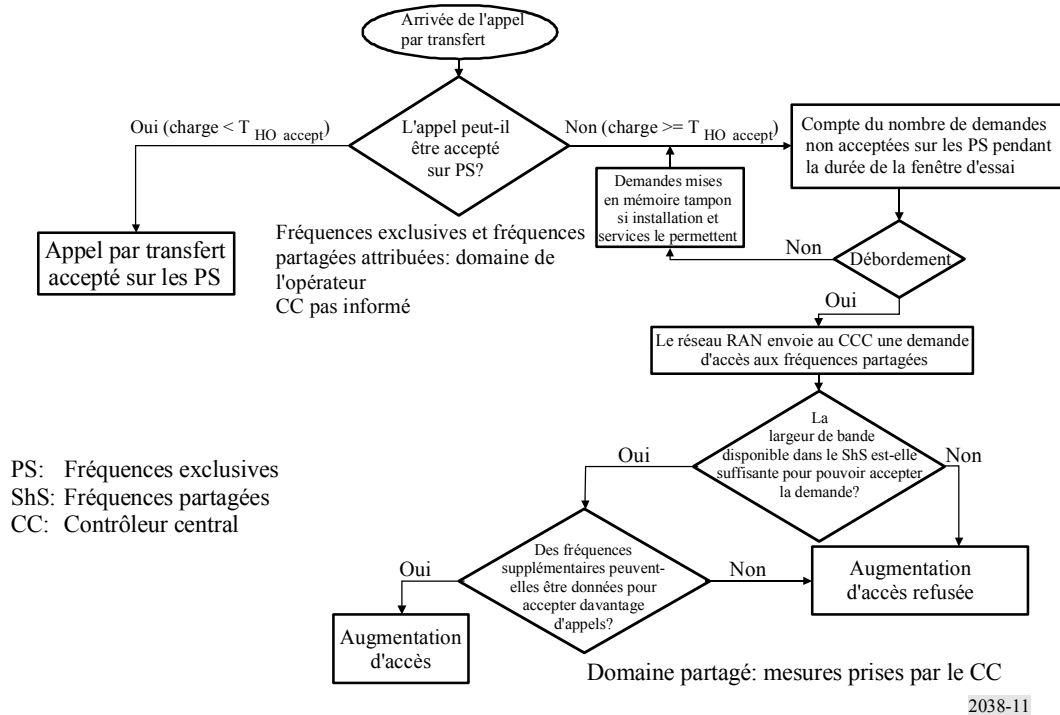 Arrivée de l'appel
par transfert
Oui (charge < T HO accept)
L'appel peut-il
être accepté
sur PS?
Non (charge >= T HO accept)
Compte du nombre de demandes
non acceptées sur les PS pendant
la durée de la fenêtre d'essai
Demandes mises
en mémoire tampon
si installation et
services le permettent
Appel par transfert
accepté sur les PS
Fréquences exclusives et fréquences
partagées attribuées: domaine de
l'opérateur
CC pas informé
Non
Débordement
Oui
Le réseau RAN envoie au CCC une demande
d'accès aux fréquences partagées
La
largeur de bande
disponible dans le ShS est-elle
suffisante pour pouvoir accepter
la demande?
Oui
Non
PS: Fréquences exclusives
ShS: Fréquences partagées
CC: Contrôleur central
Des fréquences
supplémentaires peuvent-
elles être données pour
accepter davantage
d'appels?
Oui
Non
Augmentation
d'accès refusée
Augmentation
d'accès
Domaine partagé: mesures prises par le CC
2038-11